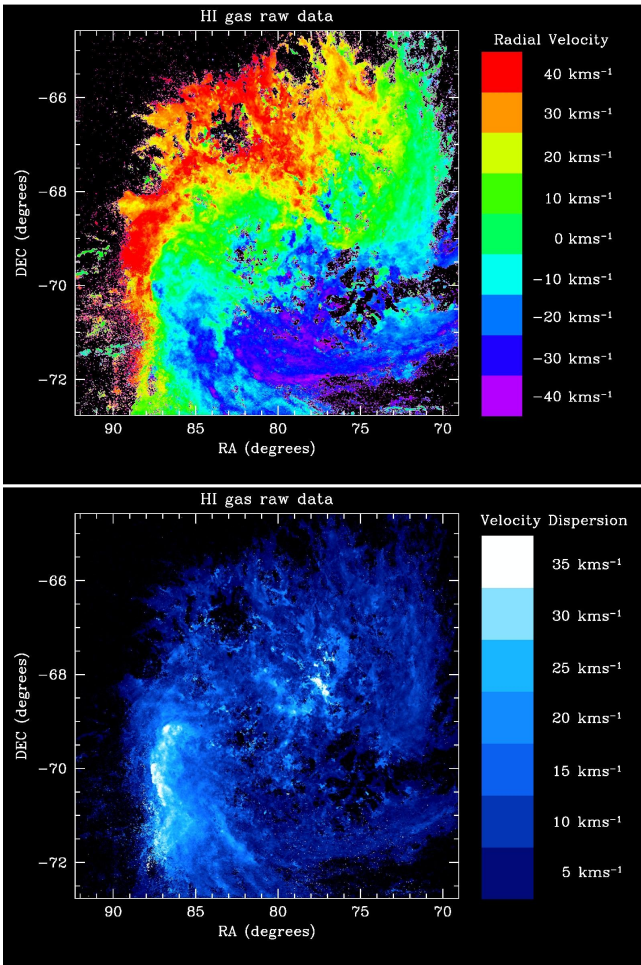 HI gas raw data
Radial Velocity
40 kms⁻¹
30 kms⁻¹
20 kms⁻¹
10 kms⁻¹
0 kms⁻¹
−10 kms⁻¹
−20 kms⁻¹
−30 kms⁻¹
−40 kms⁻¹
DEC (degrees)
−66
−68
−70
−72
90 85 80 75 70
RA (degrees)
HI gas raw data
Velocity Dispersion
35 kms⁻¹
30 kms⁻¹
25 kms⁻¹
20 kms⁻¹
15 kms⁻¹
10 kms⁻¹
5 kms⁻¹
DEC (degrees)
−66
−68
−70
−72
90 85 80 75 70
RA (degrees)